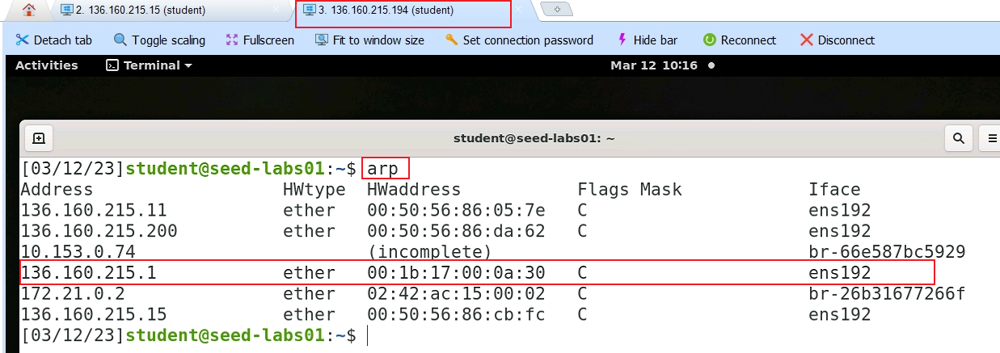 2. 136.160.215.15 (student) 3. 136.160.215.194 (student)
Detach tab Toggle scaling Fullscreen Fit to window size Set connection password Hide bar Reconnect Disconnect
Activities Terminal Mar 12 10:16
student@seed-labs01: ~
[03/12/23]student@seed-labs01:~$ arp
Address HWtype HWaddress Flags Mask Iface
136.160.215.11 ether 00:50:56:86:05:7e C ens192
136.160.215.200 ether 00:50:56:86:da:62 C ens192
10.153.0.74 (incomplete) br-66e587bc5929
136.160.215.1 ether 00:1b:17:00:0a:30 C ens192
172.21.0.2 ether 02:42:ac:15:00:02 C br-26b31677266f
136.160.215.15 ether 00:50:56:86:cb:fc C ens192
[03/12/23]student@seed-labs01:~$